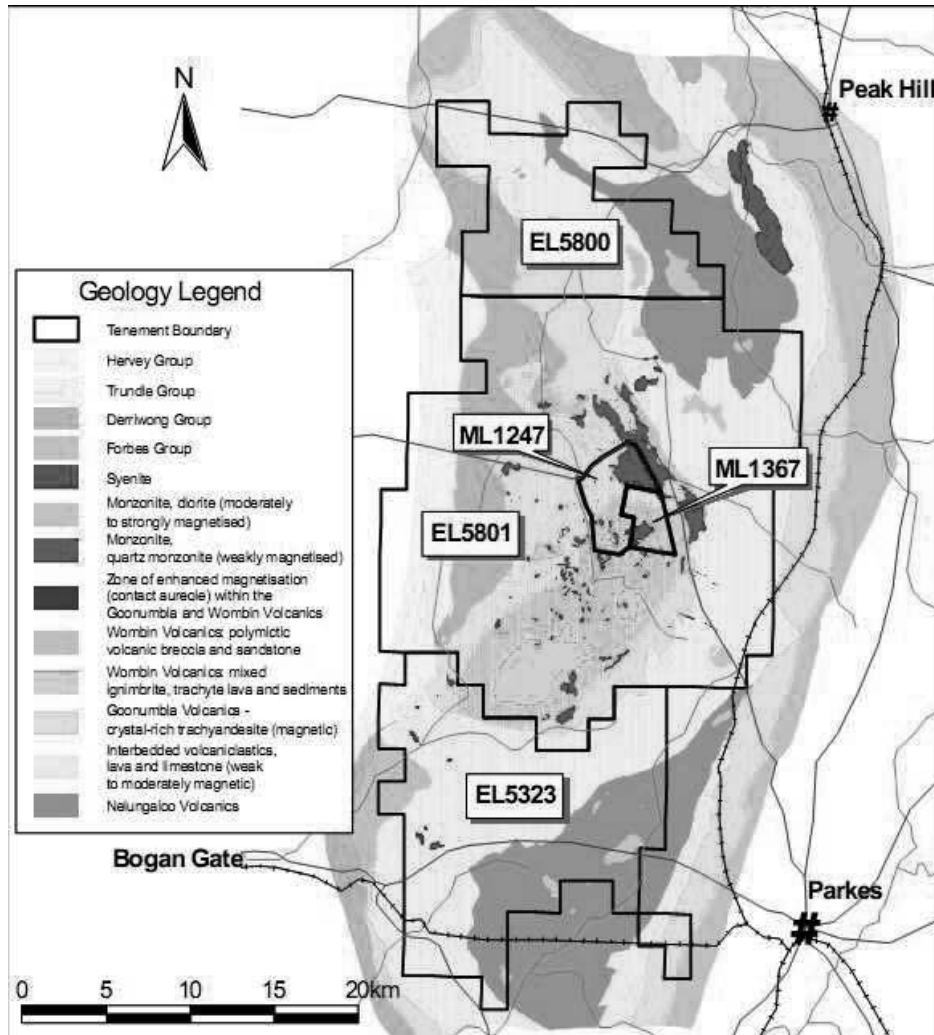 N
Peak Hill
#
EL5800
Geology Legend
Tenement Boundary
Hervey Group
Trundle Group
Derriwong Group
Forbes Group
Syenite
Monzonite, diorite (moderately
to strongly magnetised)
Monzonite,
quartz monzonite (weakly magnetised)
Zone of enhanced magnetisation
(contact aureole) within the
Goonumbla and Wombin Volcanics
Wombin Volcanics: polymictic
volcanic breccia and sandstone
Wombin Volcanics: mixed
ignimbrite, trachyte lava and sediments
Goonumbla Volcanics -
crystal-rich trachyandesite (magnetic)
Interbedded volcaniclastics,
lava and limestone (weak
to moderately magnetic)
Nelungaloo Volcanics
ML1247
ML1367
EL5801
EL5323
Bogan Gate
Parkes
#
0 5 10 15 20km